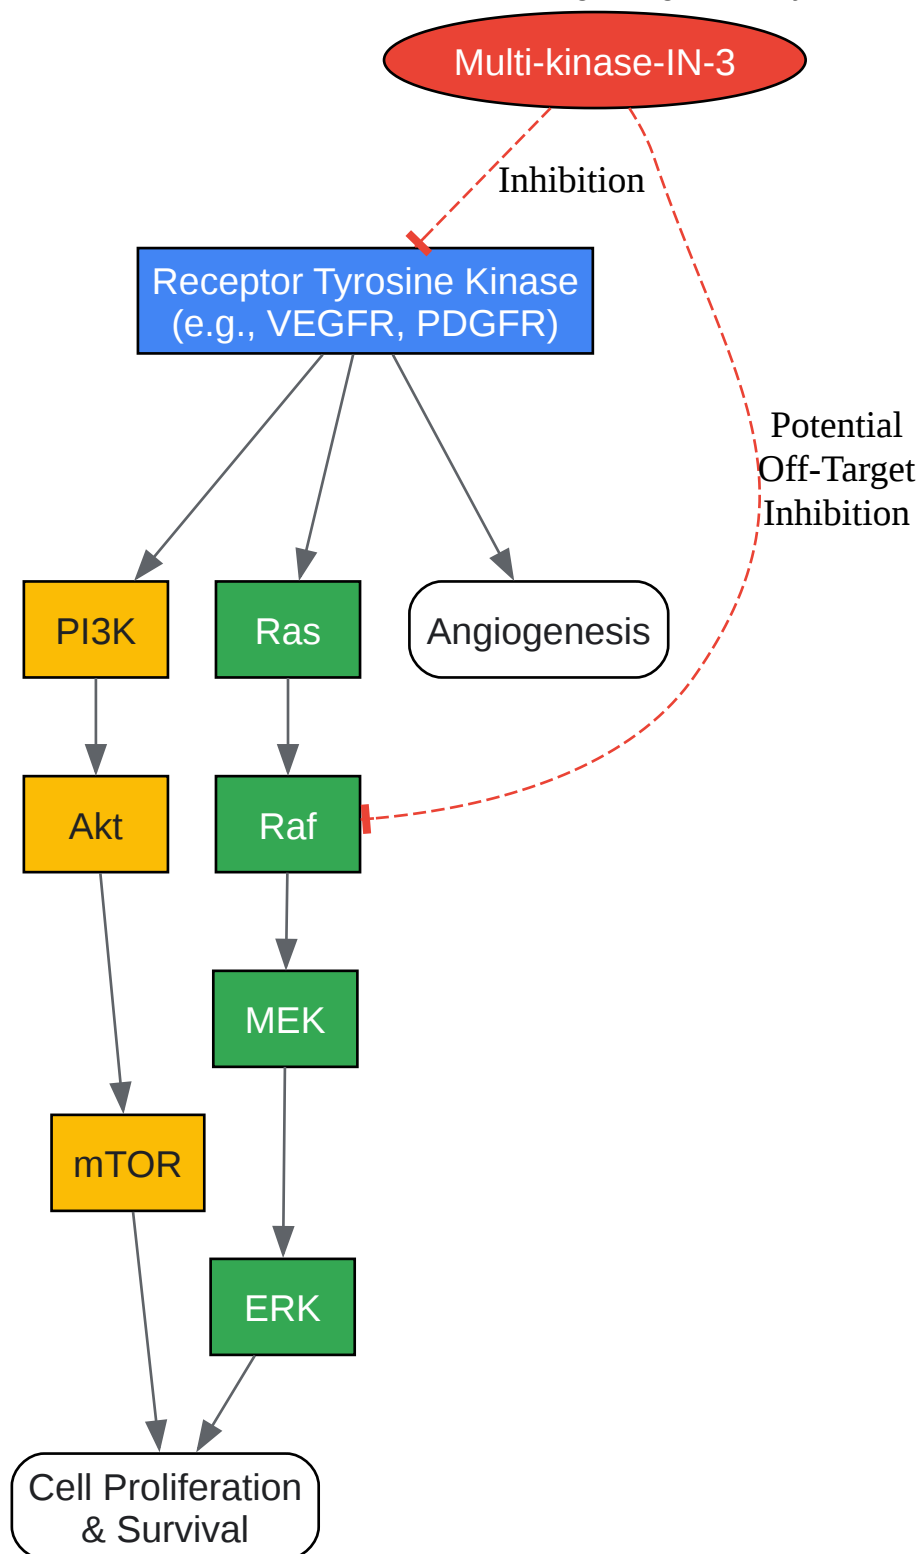 Multi-kinase-IN-3
Inhibition
Receptor Tyrosine Kinase
(e.g., VEGFR, PDGFR)
Potential
Off-Target
Inhibition
PI3K
Ras
Angiogenesis
Akt
Raf
MEK
mTOR
ERK
Cell Proliferation
& Survival